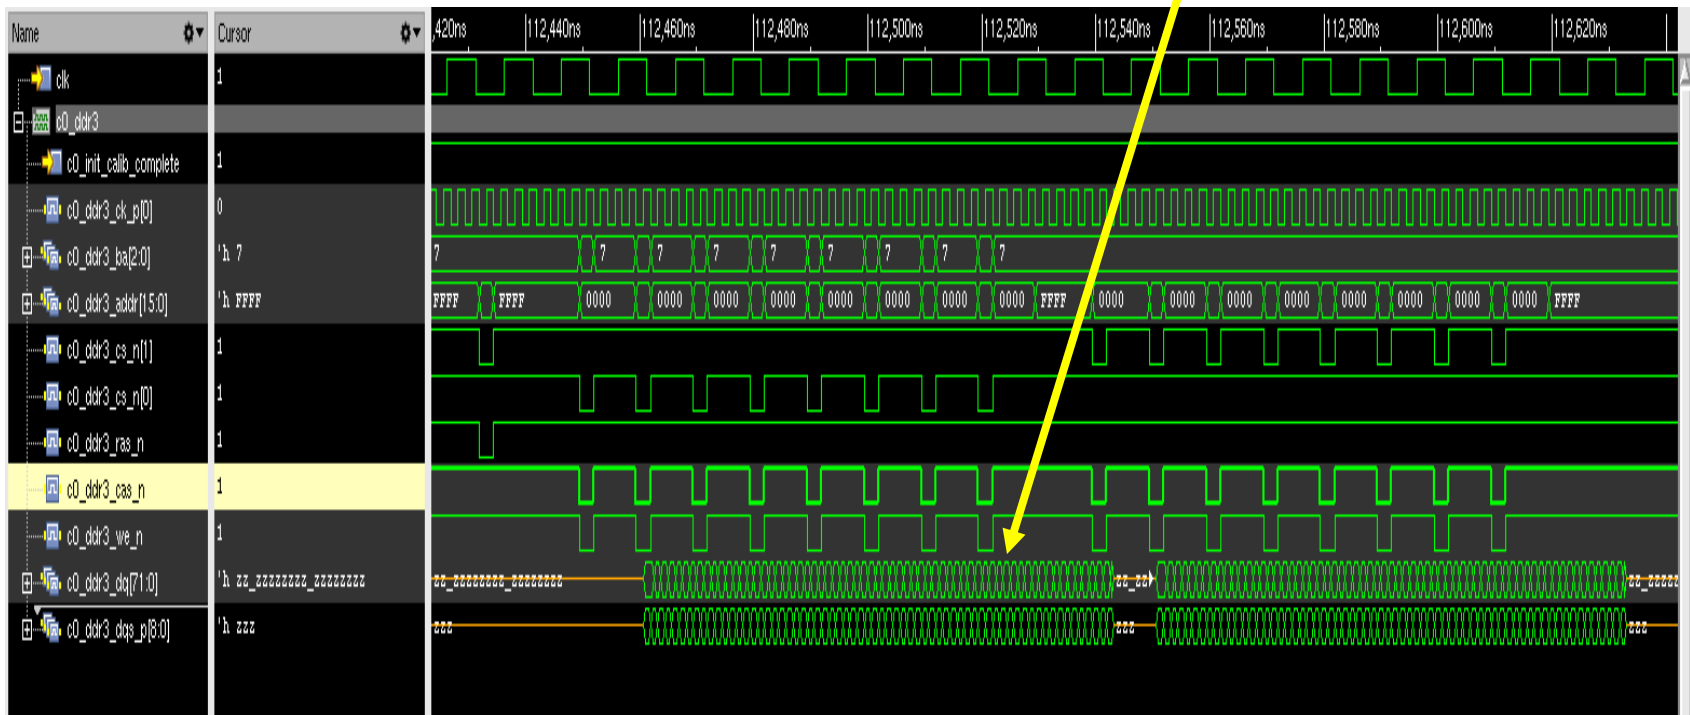 Name Cursor ,420ns 112,440ns 112,460ns 112,480ns 112,500ns 112,520ns 112,540ns 112,560ns 112,580ns 112,600ns 112,620ns
clk 1
c0_ddr3
c0_init_calib_complete 1
c0_ddr3_ck_p[0] 0
c0_ddr3_ba[2:0] 'h 7 7 7 7 7 7 7 7 7 7
c0_ddr3_addr[15:0] 'h FFFF FFFF FFFF 0000 0000 0000 0000 0000 0000 0000 0000 FFFF 0000 0000 0000 0000 0000 0000 0000 0000 FFFF
c0_ddr3_cs_n[1] 1
c0_ddr3_cs_n[0] 1
c0_ddr3_ras_n 1
c0_ddr3_cas_n 1
c0_ddr3_we_n 1
c0_ddr3_dq[71:0] 'h zz_zzzzzzzz_zzzzzzzz zz_zzzzzzzz_zzzzzzzz zz_zz zz_zzzzz
c0_ddr3_dqs_p[8:0] 'h zzz zzz zzz zzz